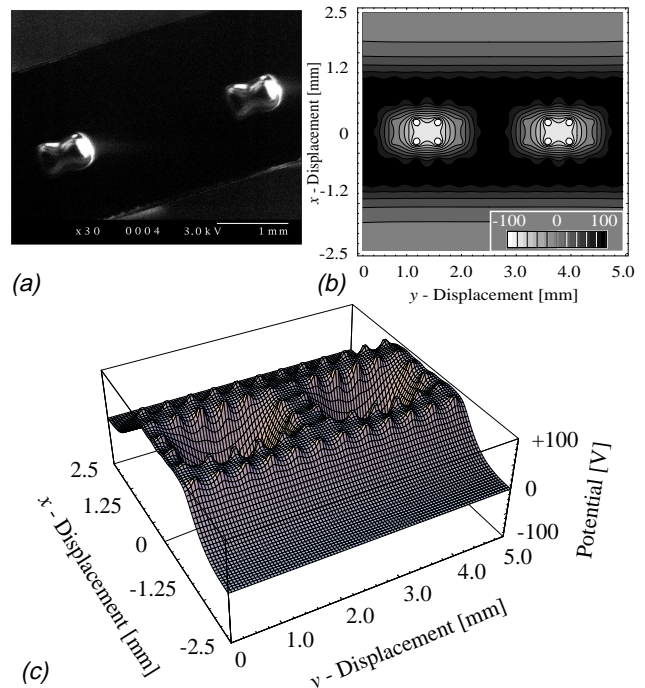 x30 0004 3.0kV 1mm
(a)
x - Displacement [mm]
2.5
1.2
0
-1.2
-2.5
-100 0 100
0 1.0 2.0 3.0 4.0 5.0
(b)
y - Displacement [mm]
+100
0
-100
Potential [V]
2.5
1.25
0
-1.25
-2.5
x - Displacement [mm]
0 1.0 2.0 3.0 4.0 5.0
y - Displacement [mm]
(c)